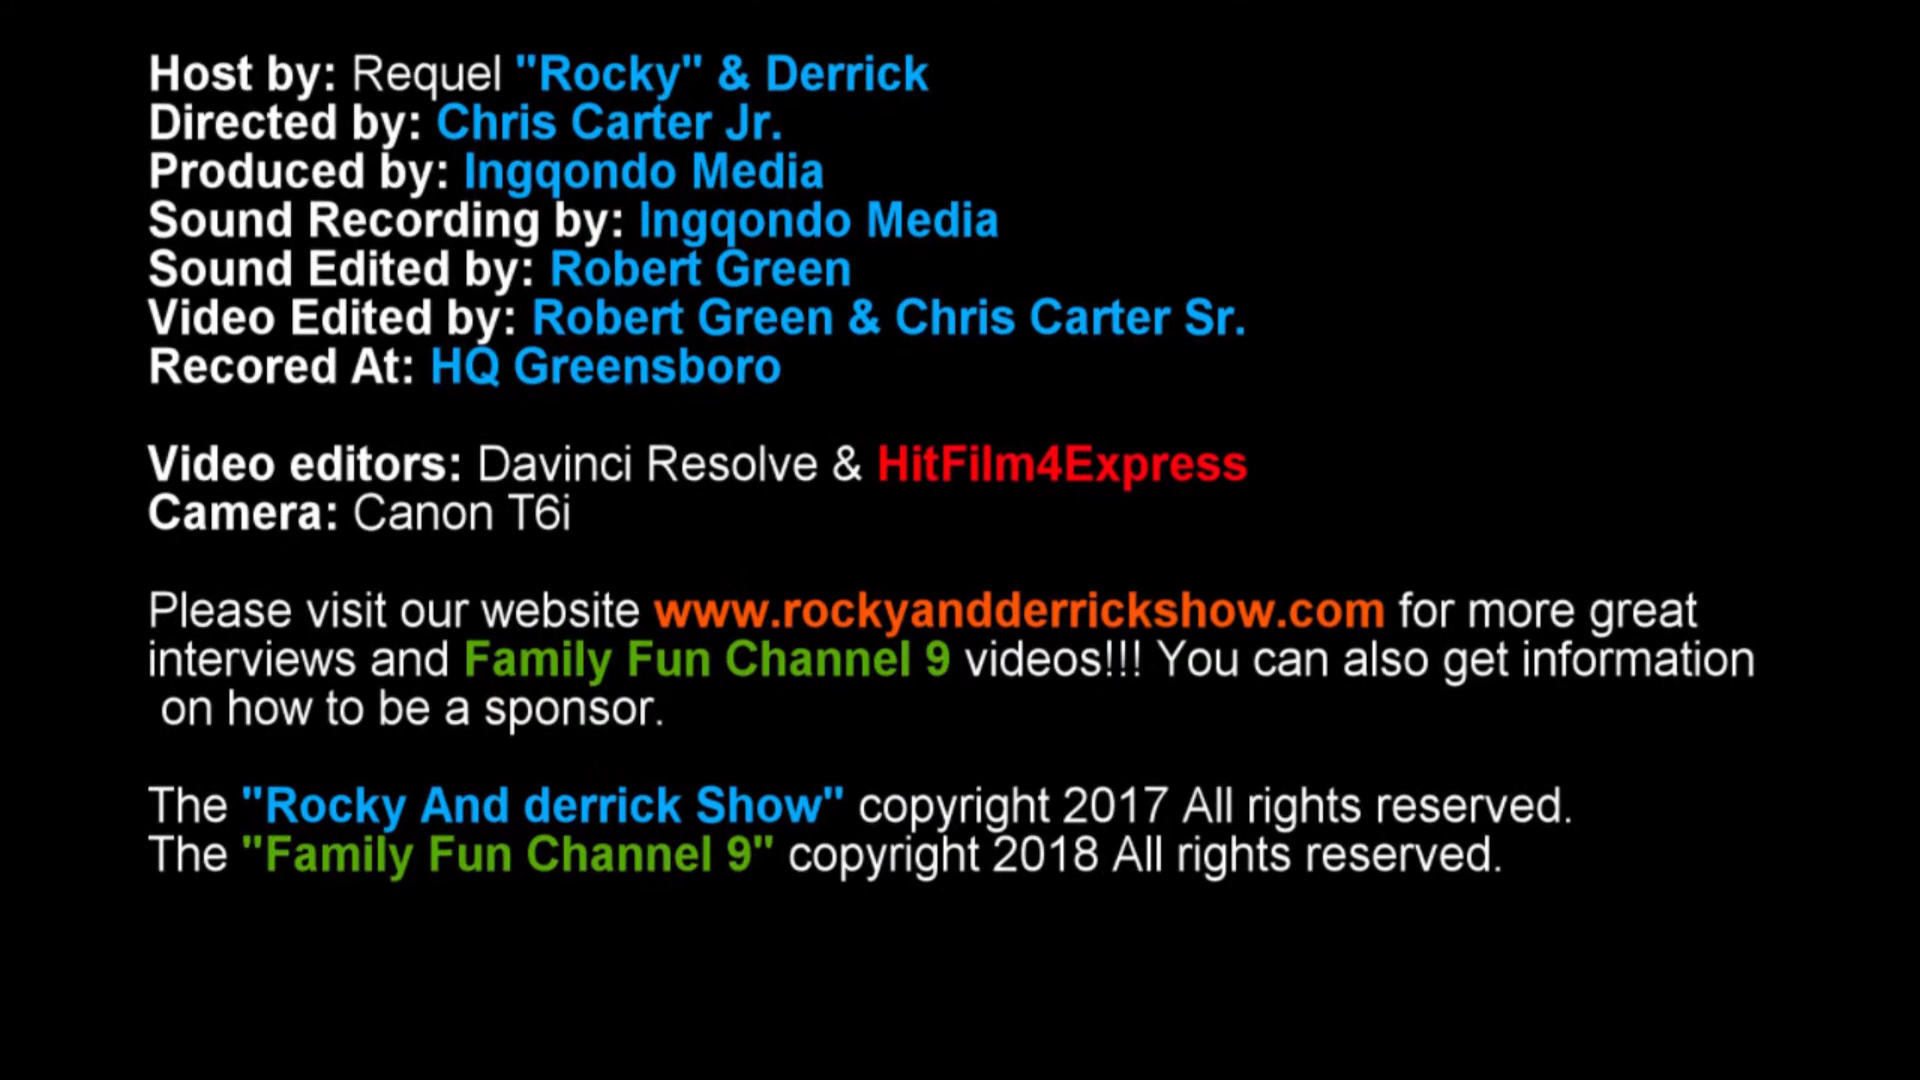 Host by: Requel "Rocky" & Derrick
Directed by: Chris Carter Jr.
Produced by: Ingqondo Media
Sound Recording by: Ingqondo Media
Sound Edited by: Robert Green
Video Edited by: Robert Green & Chris Carter Sr.
Recored At: HQ Greensboro
Video editors: Davinci Resolve & HitFilm4Express
Camera: Canon T6i
Please visit our website www.rockyandderrickshow.com for more great
interviews and Family Fun Channel 9 videos!!! You can also get information
on how to be a sponsor.
The "Rocky And derrick Show" copyright 2017 All rights reserved.
The "Family Fun Channel 9" copyright 2018 All rights reserved.